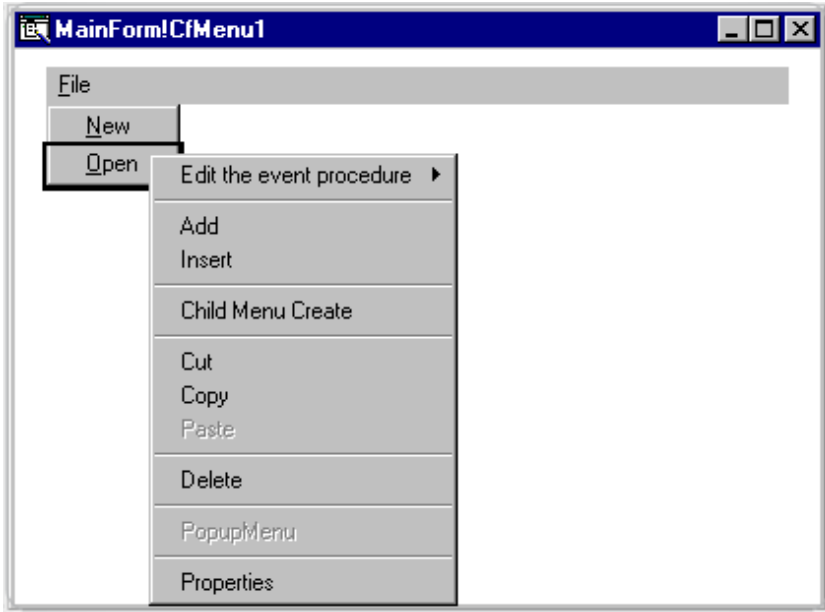 MainForm!CfMenu1
File
New
Open
Edit the event procedure
Add
Insert
Child Menu Create
Cut
Copy
Paste
Delete
PopupMenu
Properties